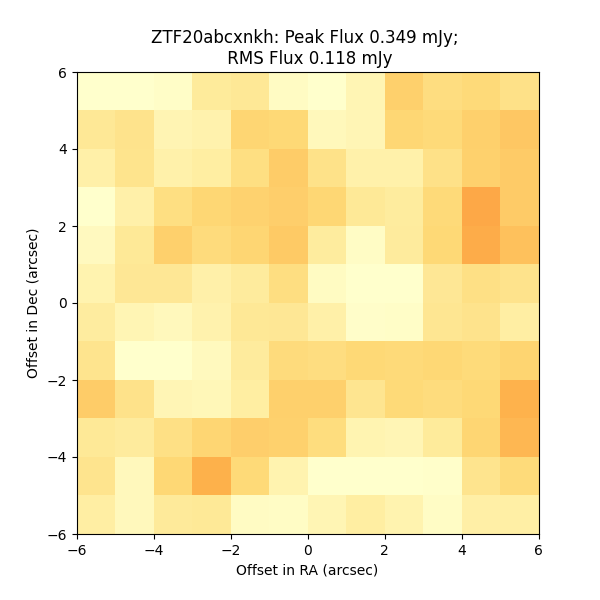 ZTF20abcxnkh: Peak Flux 0.349 mJy;
RMS Flux 0.118 mJy
6
4
2
0
−2
−4
−6
Offset in Dec (arcsec)
−6 −4 −2 0 2 4 6
Offset in RA (arcsec)